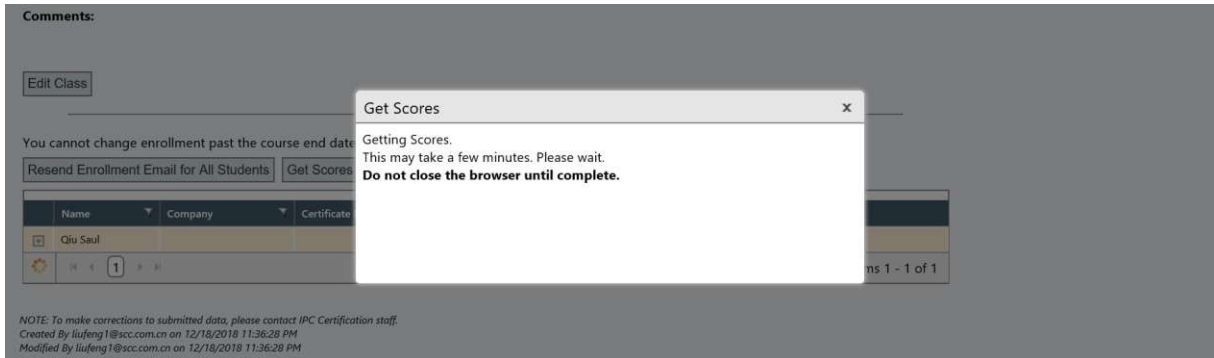 Comments:
Edit Class
Get Scores x
You cannot change enrollment past the course end date
Getting Scores.
This may take a few minutes. Please wait.
Do not close the browser until complete.
Resend Enrollment Email for All Students Get Scores
Name Company Certificate
Qiu Saul
1 ms 1 - 1 of 1
NOTE: To make corrections to submitted data, please contact IPC Certification staff.
Created By liufeng1@scc.com.cn on 12/18/2018 11:36:28 PM
Modified By liufeng1@scc.com.cn on 12/18/2018 11:36:28 PM